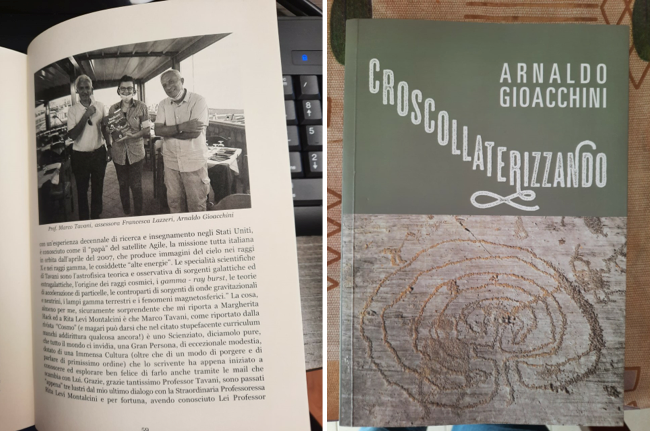 Prof. Marco Tavani, assessora Francesca Lazzeri, Arnaldo Gioacchini
con un'esperienza decennale di ricerca e insegnamento negli Stati Uniti,
è conosciuto come il "papà" del satellite Agile, la missione tutta italiana
in orbita dall'aprile del 2007, che produce immagini del cielo nei raggi
X e nei raggi gamma, le cosiddette "alte energie". Le specialità scientifiche
di Tavani sono l'astrofisica teorica e osservativa di sorgenti galattiche ed
extragalattiche, l'origine dei raggi cosmici, i gamma - ray burst, le teorie
di accelerazione di particelle, le controparti di sorgenti di onde gravitazionali
e neutrini, i lampi gamma terrestri e i fenomeni magnetosferici." La cosa,
almeno per me, sicuramente sorprendente che mi riporta a Margherita
Hack ed a Rita Levi Montalcini è che Marco Tavani, come riportato dalla
rivista "Cosmo" (e magari può darsi che nel citato stupefacente curriculum
manchi addirittura qualcosa ancora!) è uno Scienziato, diciamolo pure,
che tutto il mondo ci invidia, una Gran Persona, di eccezionale modestia,
dotato di una Immensa Cultura (oltre che di un modo di porgere e di
parlare di primissimo ordine) che lo scrivente ha appena iniziato a
conoscere ed esplorare ben felice di farlo anche tramite le mail che
scambia con Lui. Grazie, grazie tantissimo Professor Tavani, sono passati
"appena" tre lustri dal mio ultimo dialogo con la Straordinaria Professoressa
Rita Levi Montalcini e per fortuna, avendo conosciuto Lei Professor
ARNALDO
GIOACCHINI
CROSCOLLATERIZZANDO